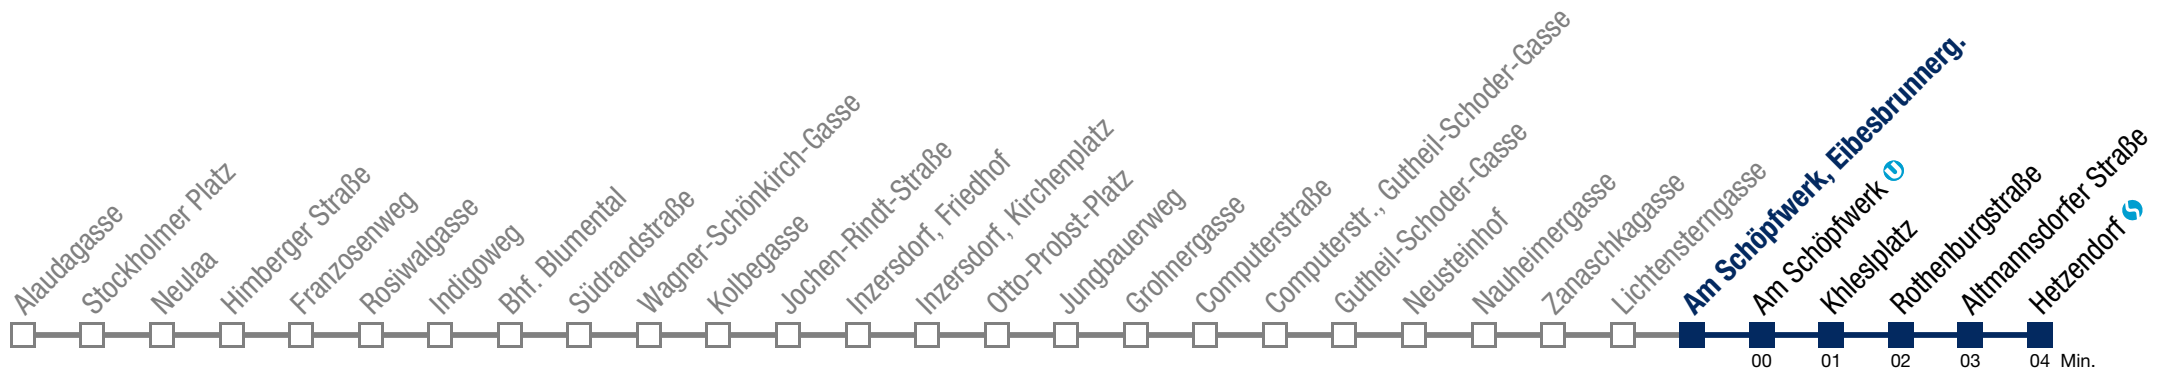 Alaudagasse
Stockholmer Platz
Neulaa
Himberger Straße
Franzosenweg
Rosiwalgasse
Indigoweg
Bhf. Blumental
Südrandstraße
Wagner-Schönkirch-Gasse
Kolbegasse
Jochen-Rindt-Straße
Inzersdorf, Friedhof
Inzersdorf, Kirchenplatz
Otto-Probst-Platz
Jungbauerweg
Grohnergasse
Computerstraße
Computerstr., Gutheil-Schoder-Gasse
Gutheil-Schoder-Gasse
Neusteinhof
Nauheimergasse
Zanaschkagasse
Lichtensterngasse
Am Schöpfwerk, Eibesbrunnerg.
Am Schöpfwerk U
Khleslplatz
Rothenburgstraße
Altmannsdorfer Straße
Hetzendorf S
00 01 02 03 04 Min.